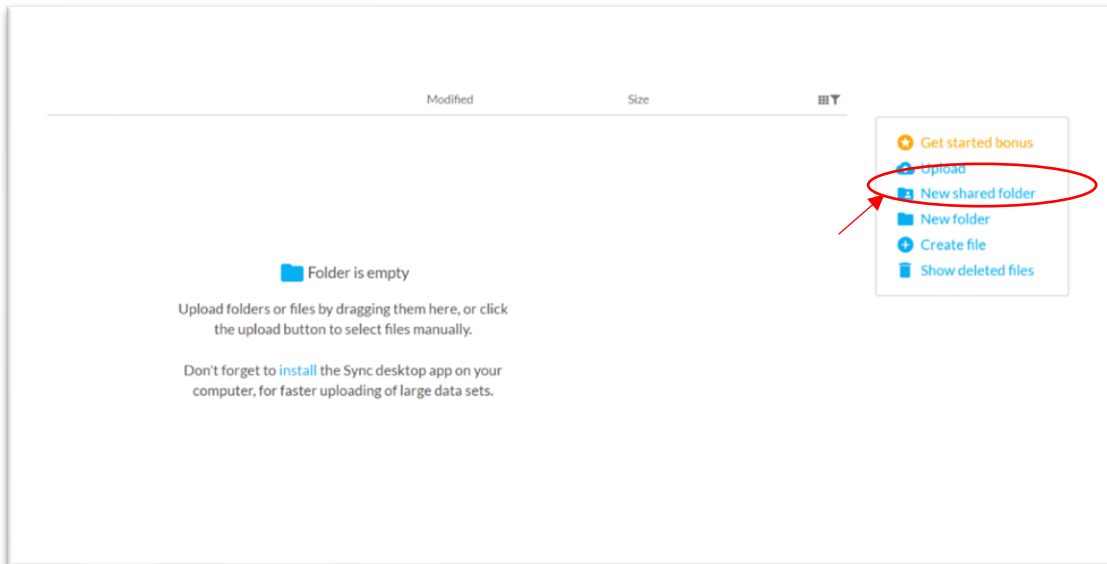 Modified Size
Get started bonus
Upload
New shared folder
New folder
Create file
Show deleted files
Folder is empty
Upload folders or files by dragging them here, or click
the upload button to select files manually.
Don't forget to install the Sync desktop app on your
computer, for faster uploading of large data sets.